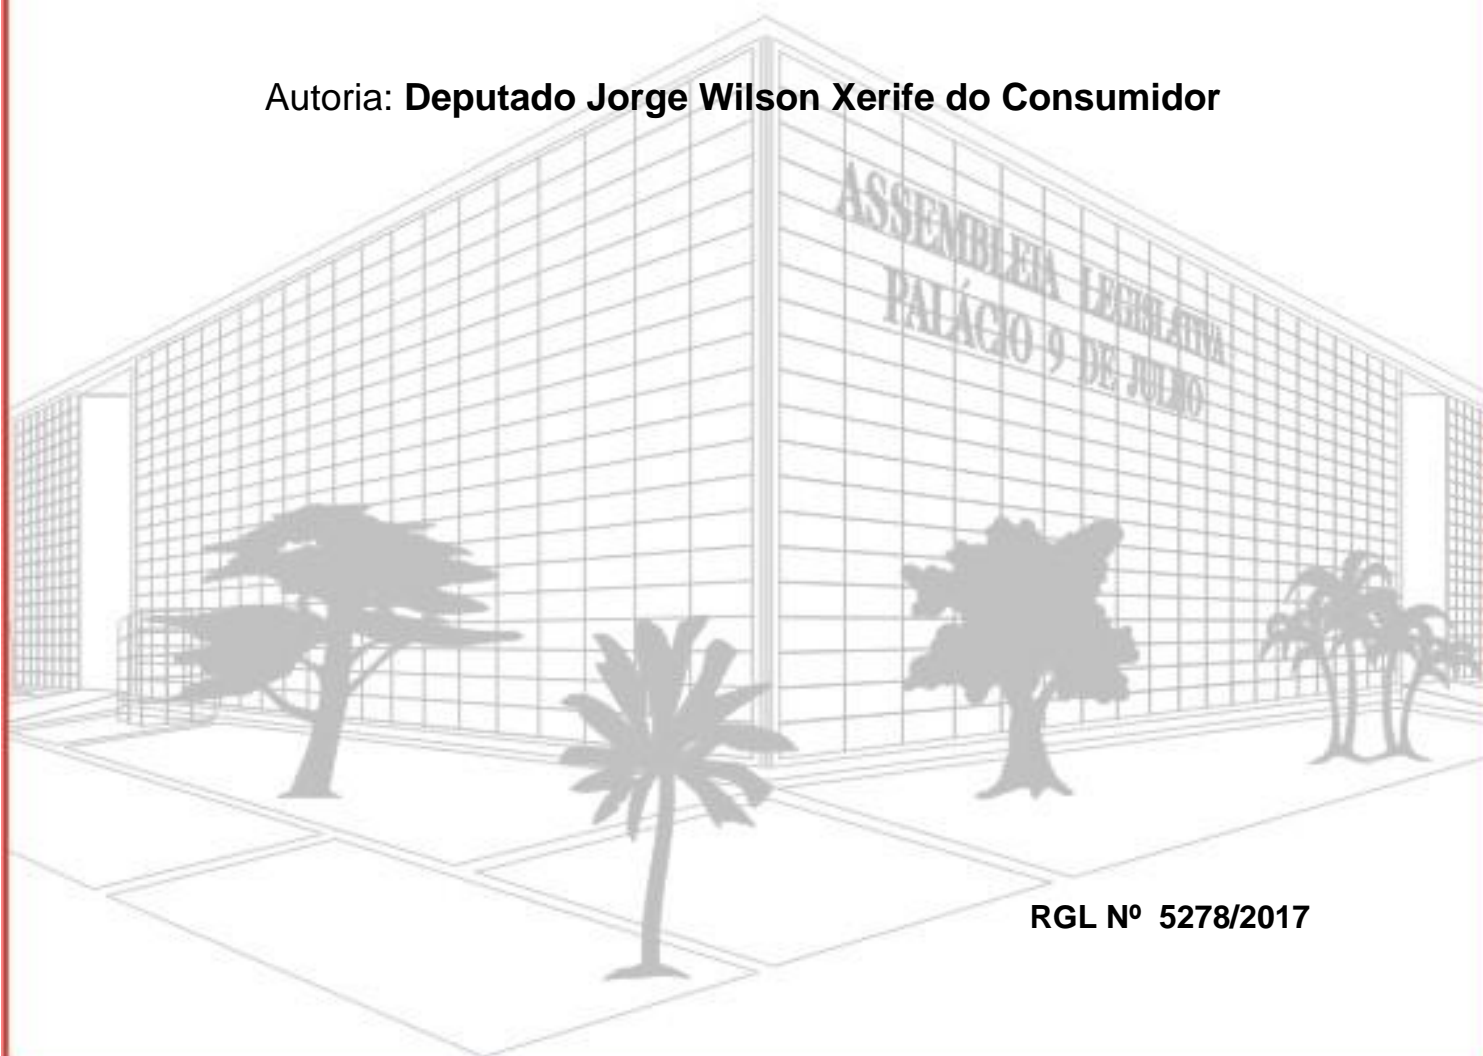 Autoria: Deputado Jorge Wilson Xerife do Consumidor
ASSEMBLEIA LEGISLATIVA
PALÁCIO 9 DE JULHO
RGL Nº 5278/2017